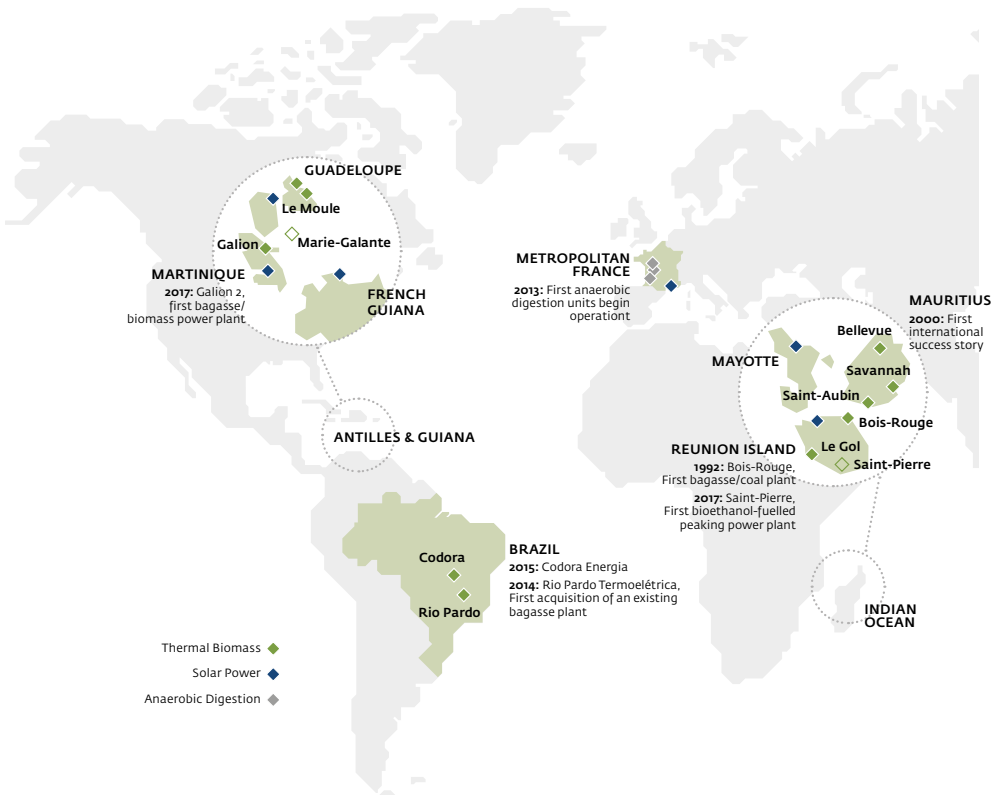 GUADELOUPE
Le Moule
Marie-Galante
Galion
MARTINIQUE
2017: Galion 2,
first bagasse/
biomass power plant
FRENCH
GUIANA
ANTILLES & GUIANA
METROPOLITAN
FRANCE
2013: First anaerobic
digestion units begin
operationt
MAURITIUS
2000: First
international
success story
Bellevue
Savannah
Saint-Aubin
MAYOTTE
Bois-Rouge
Le Gol
Saint-Pierre
REUNION ISLAND
1992: Bois-Rouge,
First bagasse/coal plant
2017: Saint-Pierre,
First bioethanol-fuelled
peaking power plant
INDIAN
OCEAN
Codora
Rio Pardo
BRAZIL
2015: Codora Energia
2014: Rio Pardo Termoelétrica,
First acquisition of an existing
bagasse plant
Thermal Biomass
Solar Power
Anaerobic Digestion